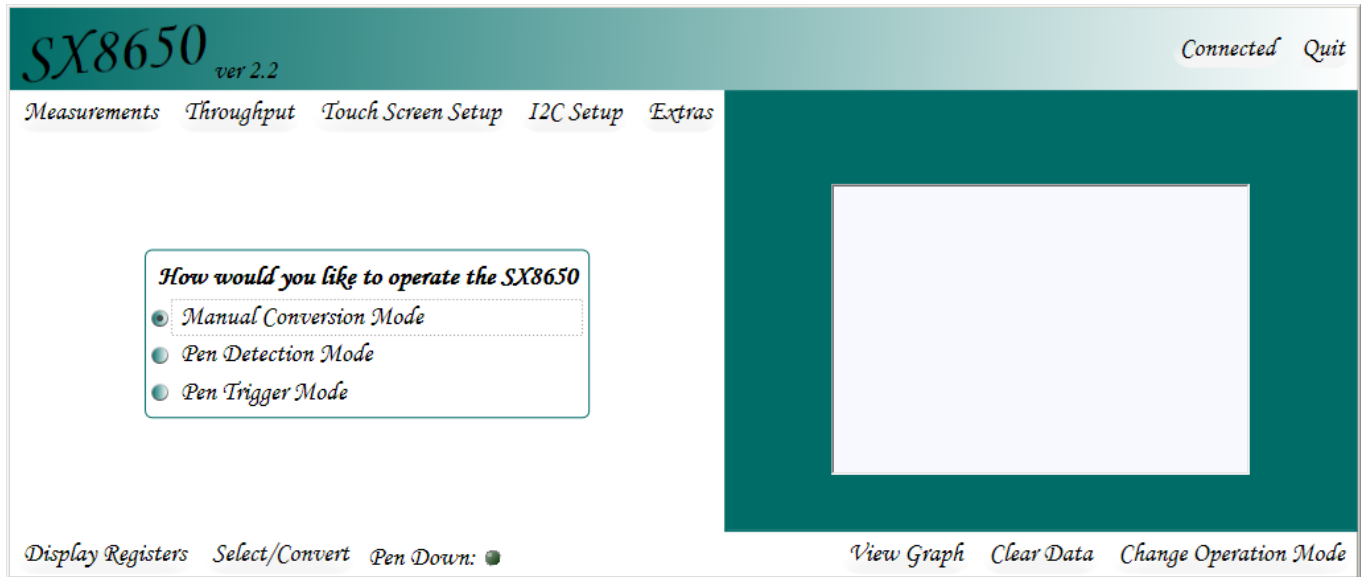 SX8650 ver 2.2
Connected Quit
Measurements Throughput Touch Screen Setup I2C Setup Extras
How would you like to operate the SX8650
Manual Conversion Mode
Pen Detection Mode
Pen Trigger Mode
Display Registers Select/Convert Pen Down:
View Graph Clear Data Change Operation Mode